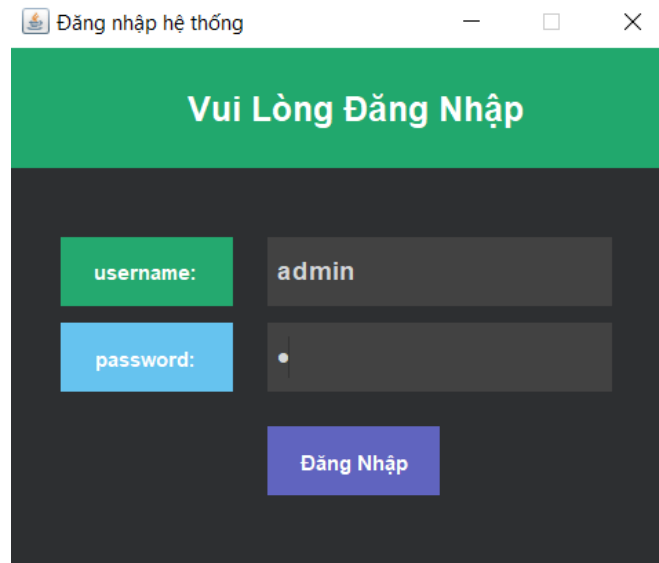 Đăng nhập hệ thống
Vui Lòng Đăng Nhập
username:
admin
password:
•
Đăng Nhập